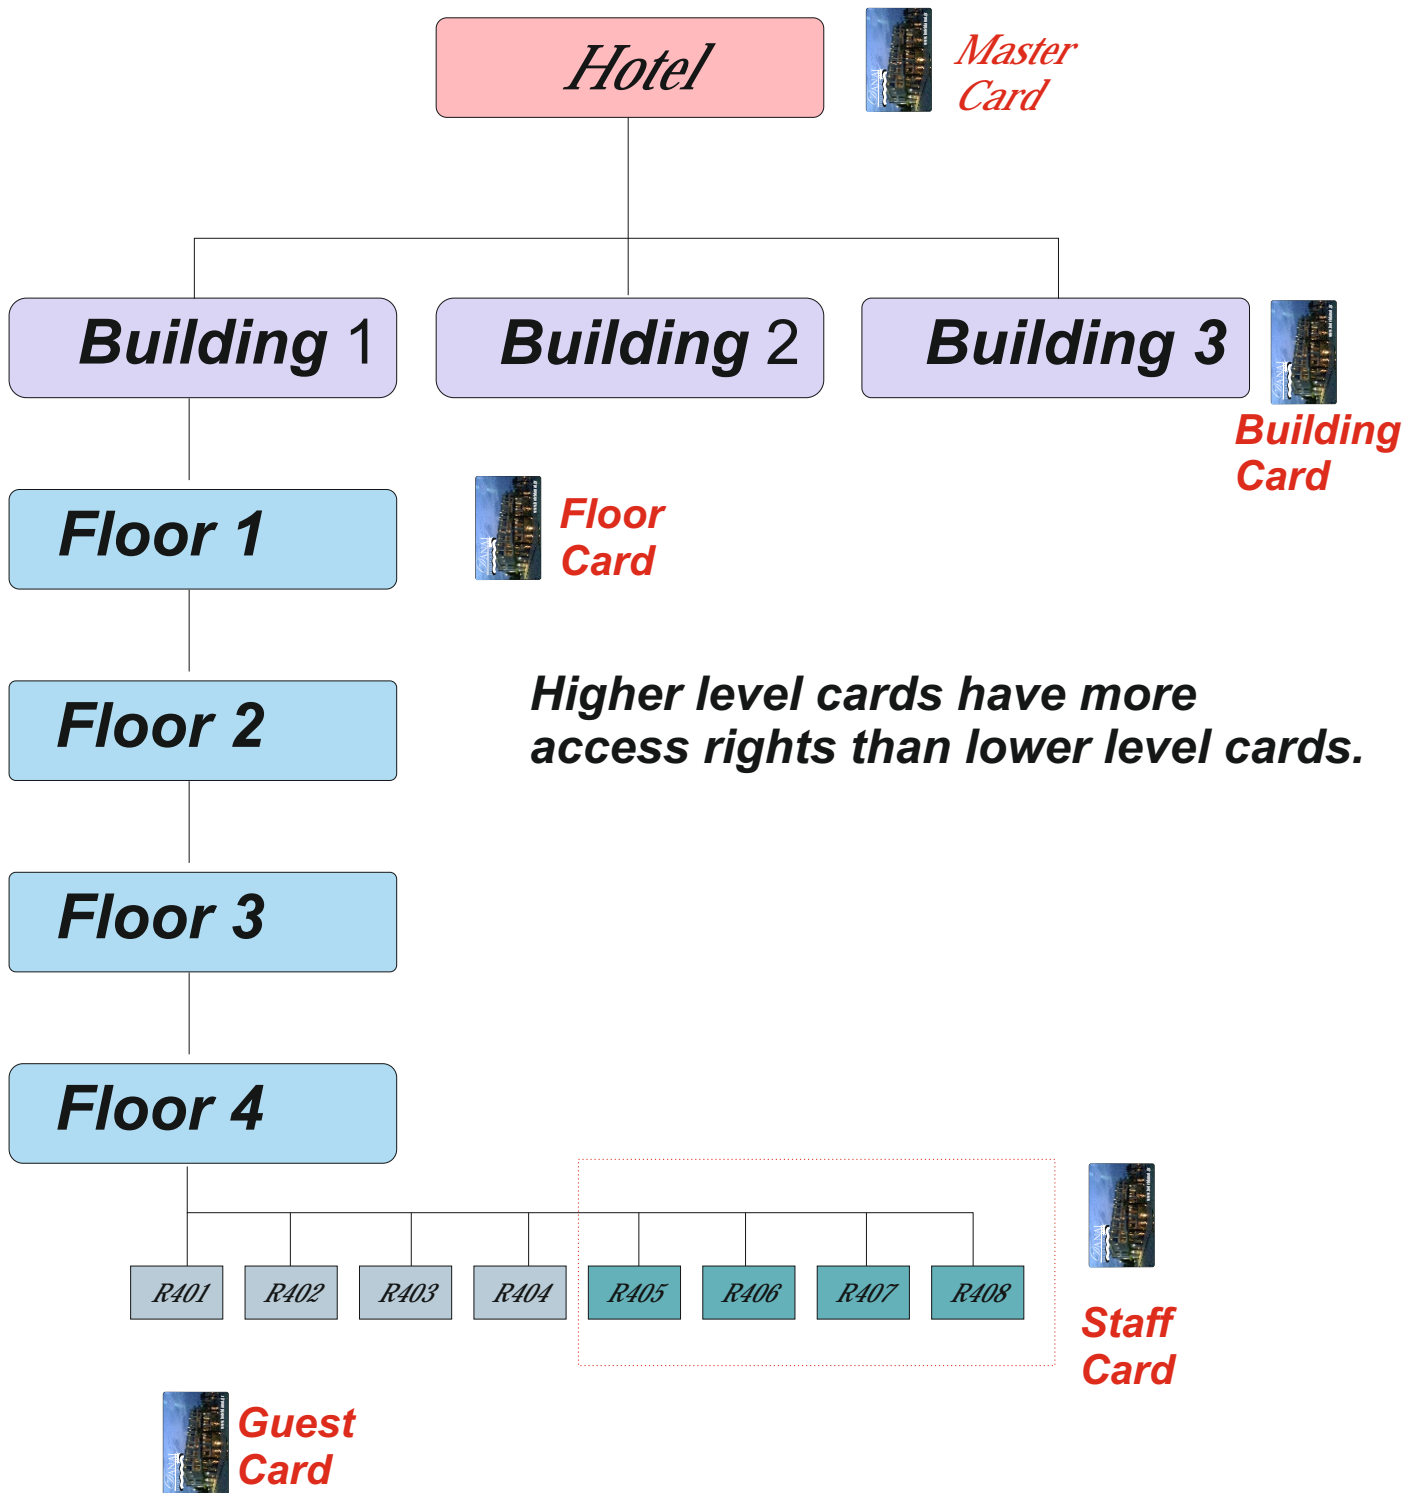 Hotel
Master
Card
Building 1
Building 2
Building 3
Building
Card
Floor 1
Floor
Card
Floor 2
Higher level cards have more
access rights than lower level cards.
Floor 3
Floor 4
R401
R402
R403
R404
R405
R406
R407
R408
Staff
Card
Guest
Card